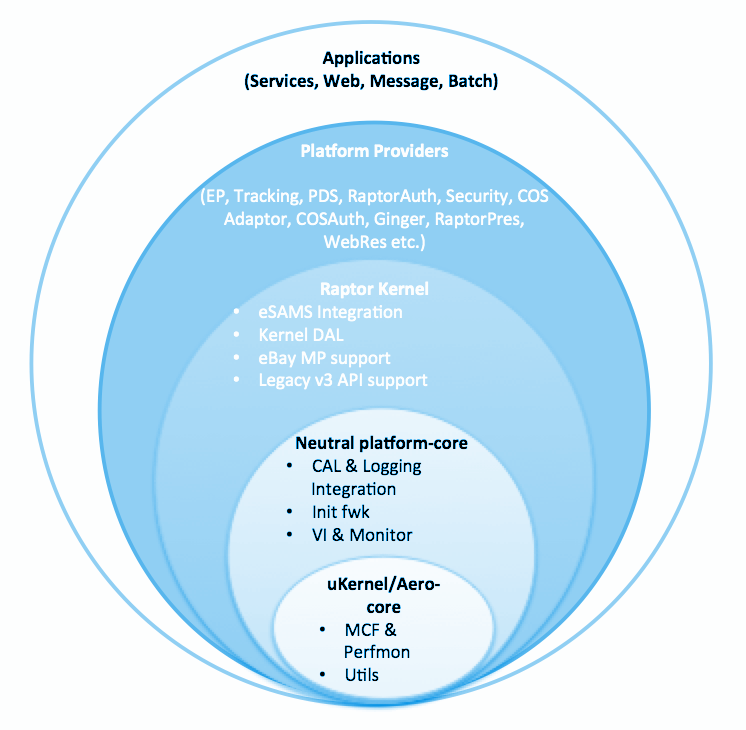 Applications
(Services, Web, Message, Batch)
Platform Providers
(EP, Tracking, PDS, RaptorAuth, Security, COS
Adaptor, COSAuth, Ginger, RaptorPres,
WebRes etc.)
Raptor Kernel
• eSAMS Integration
• Kernel DAL
• eBay MP support
• Legacy v3 API support
Neutral platform-core
• CAL & Logging
Integration
• Init fwk
• VI & Monitor
uKernel/Aero-
core
• MCF &
Perfmon
• Utils